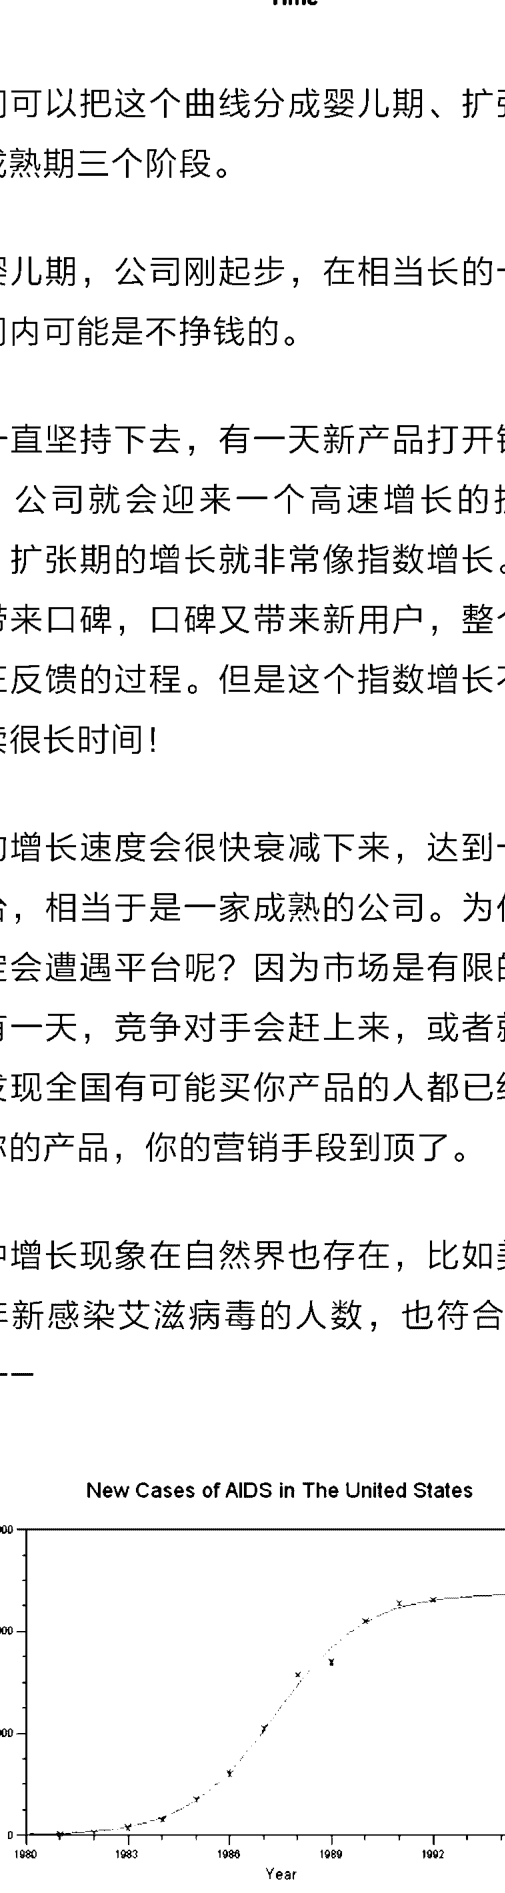 Time
可以把这个曲线分成婴儿期、扩
熟期三个阶段。
儿期，公司刚起步，在相当长的一
内可能是不挣钱的。
一直坚持下去，有一天新产品打开
公司就会迎来一个高速增长的
扩张期的增长就非常像指数增长。
带来口碑，口碑又带来新用户，整个
反馈的过程。但是这个指数增长不
很长时间！
增长速度会很快衰减下来，达到一
，相当于是一家成熟的公司。为什
会遭遇平台呢？因为市场是有限的
有一天，竞争对手会赶上来，或者就
发现全国有可能买你产品的人都已经
你的产品，你的营销手段到顶了。
增长现象在自然界也存在，比如美
新感染艾滋病毒的人数，也符合
——
New Cases of AIDS in The United States
0
1980 1983 1986 1989 1992
Year